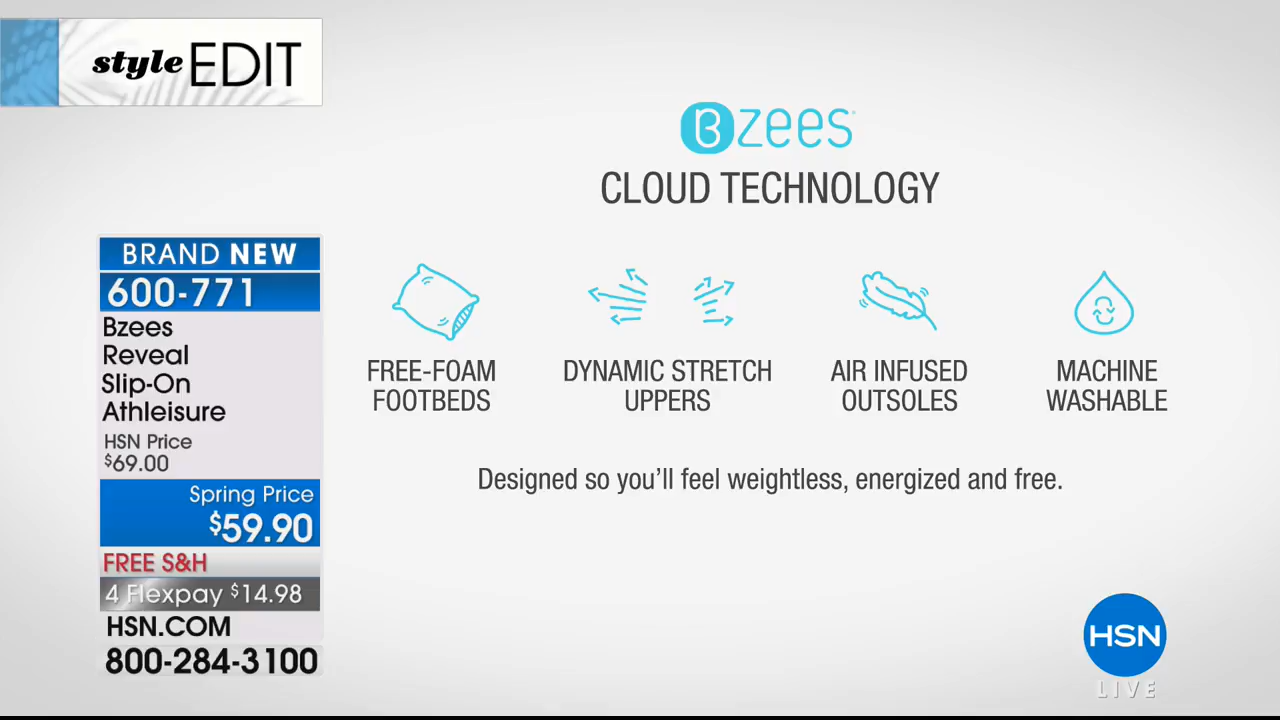 style EDIT
Bzees
CLOUD TECHNOLOGY
BRAND NEW
600-771
Bzees
Reveal
Slip-On
Athleisure
HSN Price
$69.00
Spring Price
$59.90
FREE S&H
4 Flexpay $14.98
HSN.COM
800-284-3100
FREE-FOAM
FOOTBEDS
DYNAMIC STRETCH
UPPERS
AIR INFUSED
OUTSOLES
MACHINE
WASHABLE
Designed so you'll feel weightless, energized and free.
HSN
LIVE